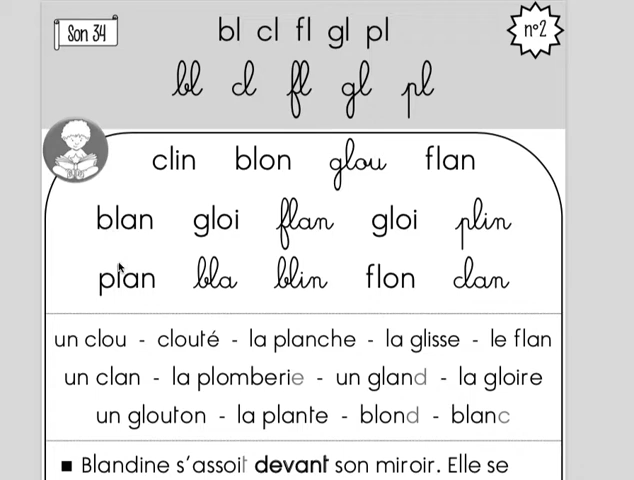 Son 34
bl cl fl gl pl
n°2
bl cl fl gl pl
clin blon glou flan
blan gloi flan gloi plin
plan bla blin flon clan
un clou - clouté - la planche - la glisse - le flan
un clan - la plomberie - un gland - la gloire
un glouton - la plante - blond - blanc
■ Blandine s'assoit devant son miroir. Elle se